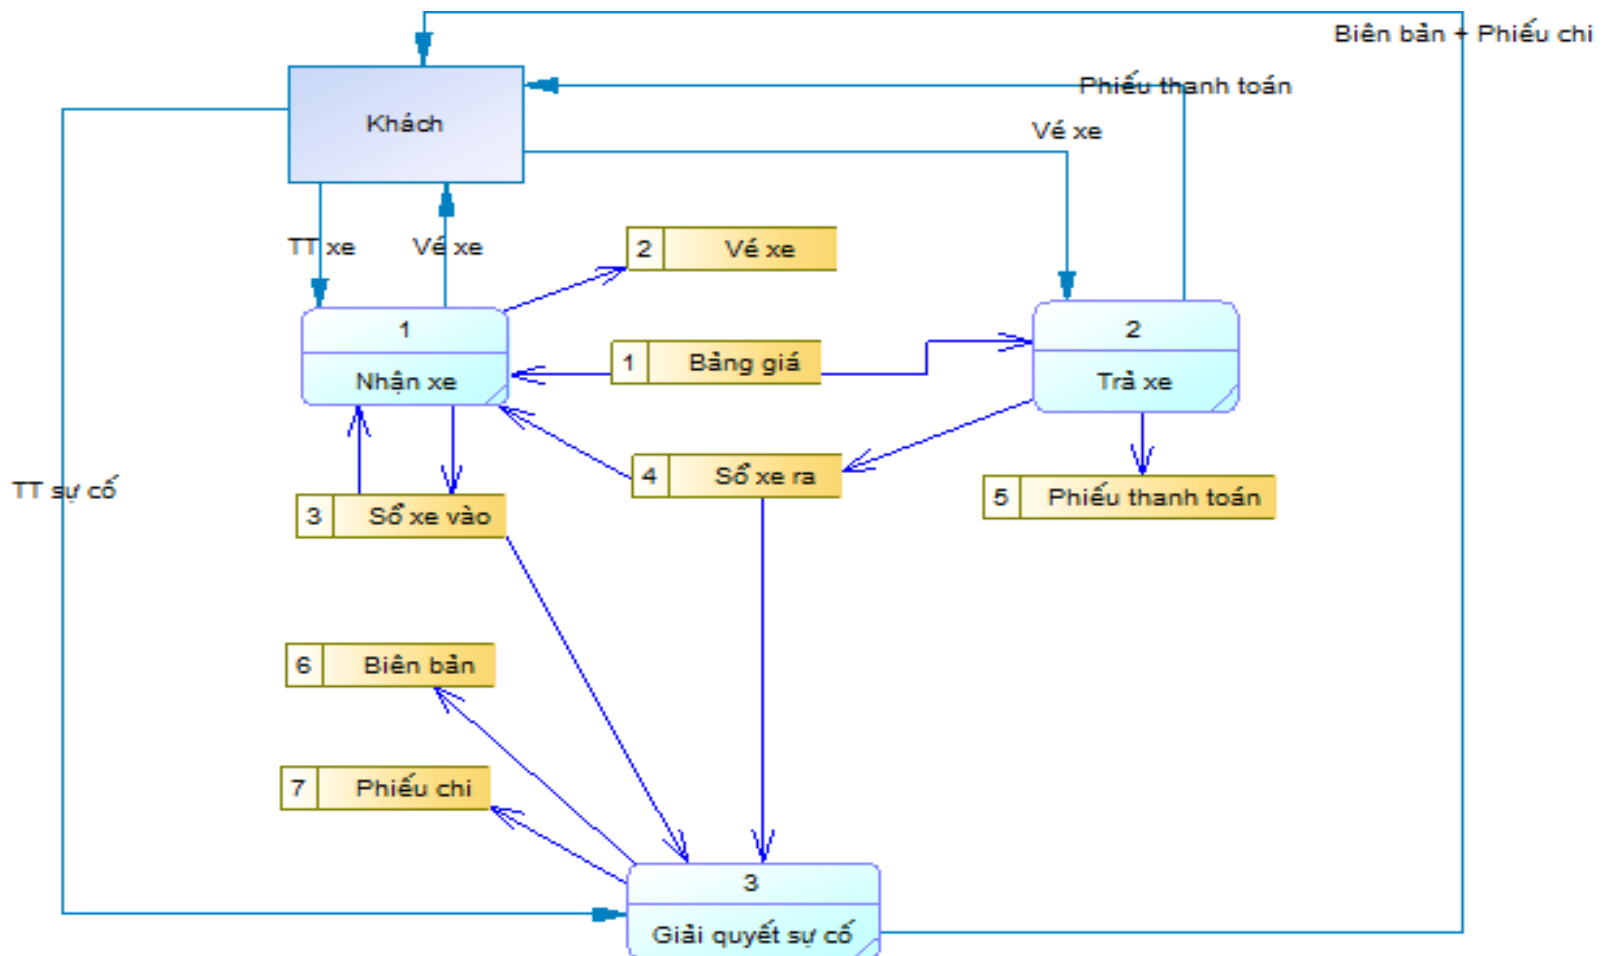 Biên bản + Phiếu chi
Phiếu thanh toán
Khách
Vé xe
TT xe
Vé xe
2 Vé xe
1
Nhận xe
1 Bảng giá
2
Trả xe
4 Sổ xe ra
TT sự cố
3 Sổ xe vào
5 Phiếu thanh toán
6 Biên bản
7 Phiếu chi
3
Giải quyết sự cố